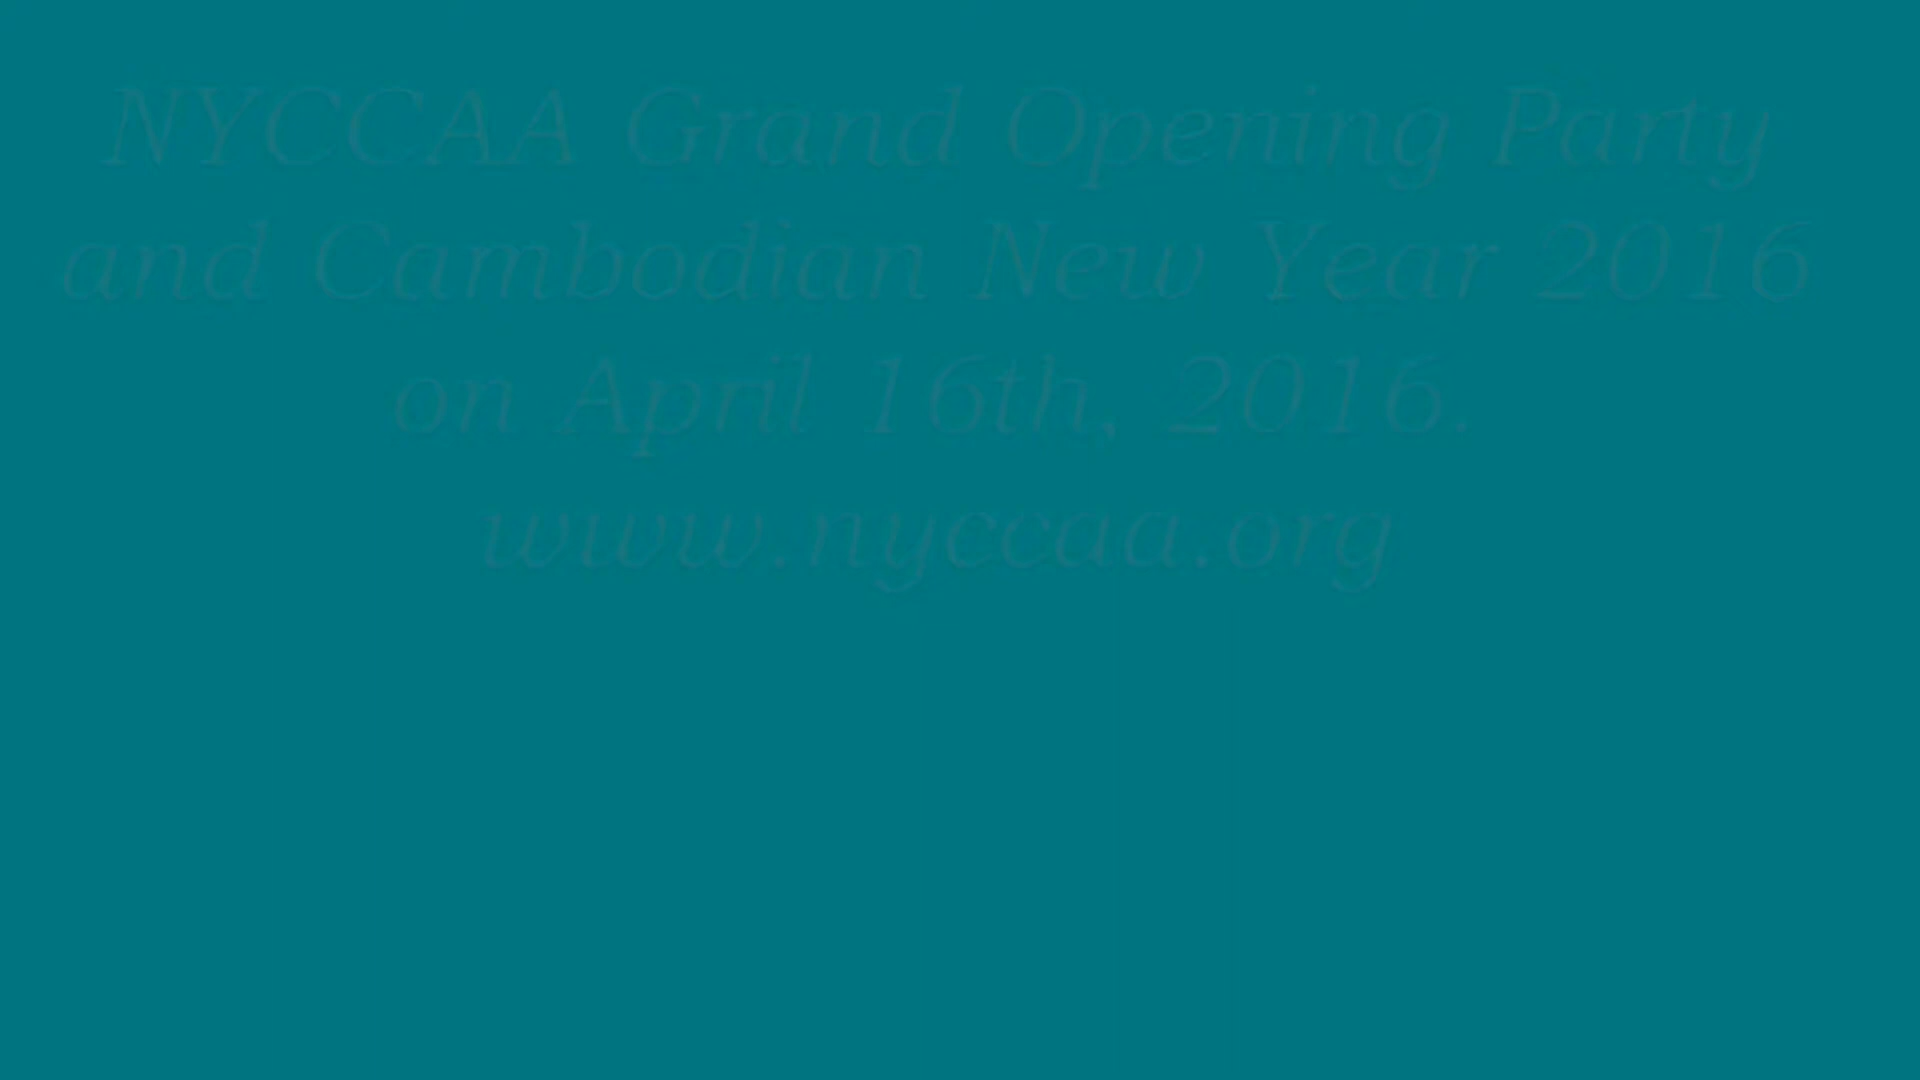 NYCCAA Grand Opening Party
and Cambodian New Year 2016
on April 16th, 2016.
www.nyccaa.org